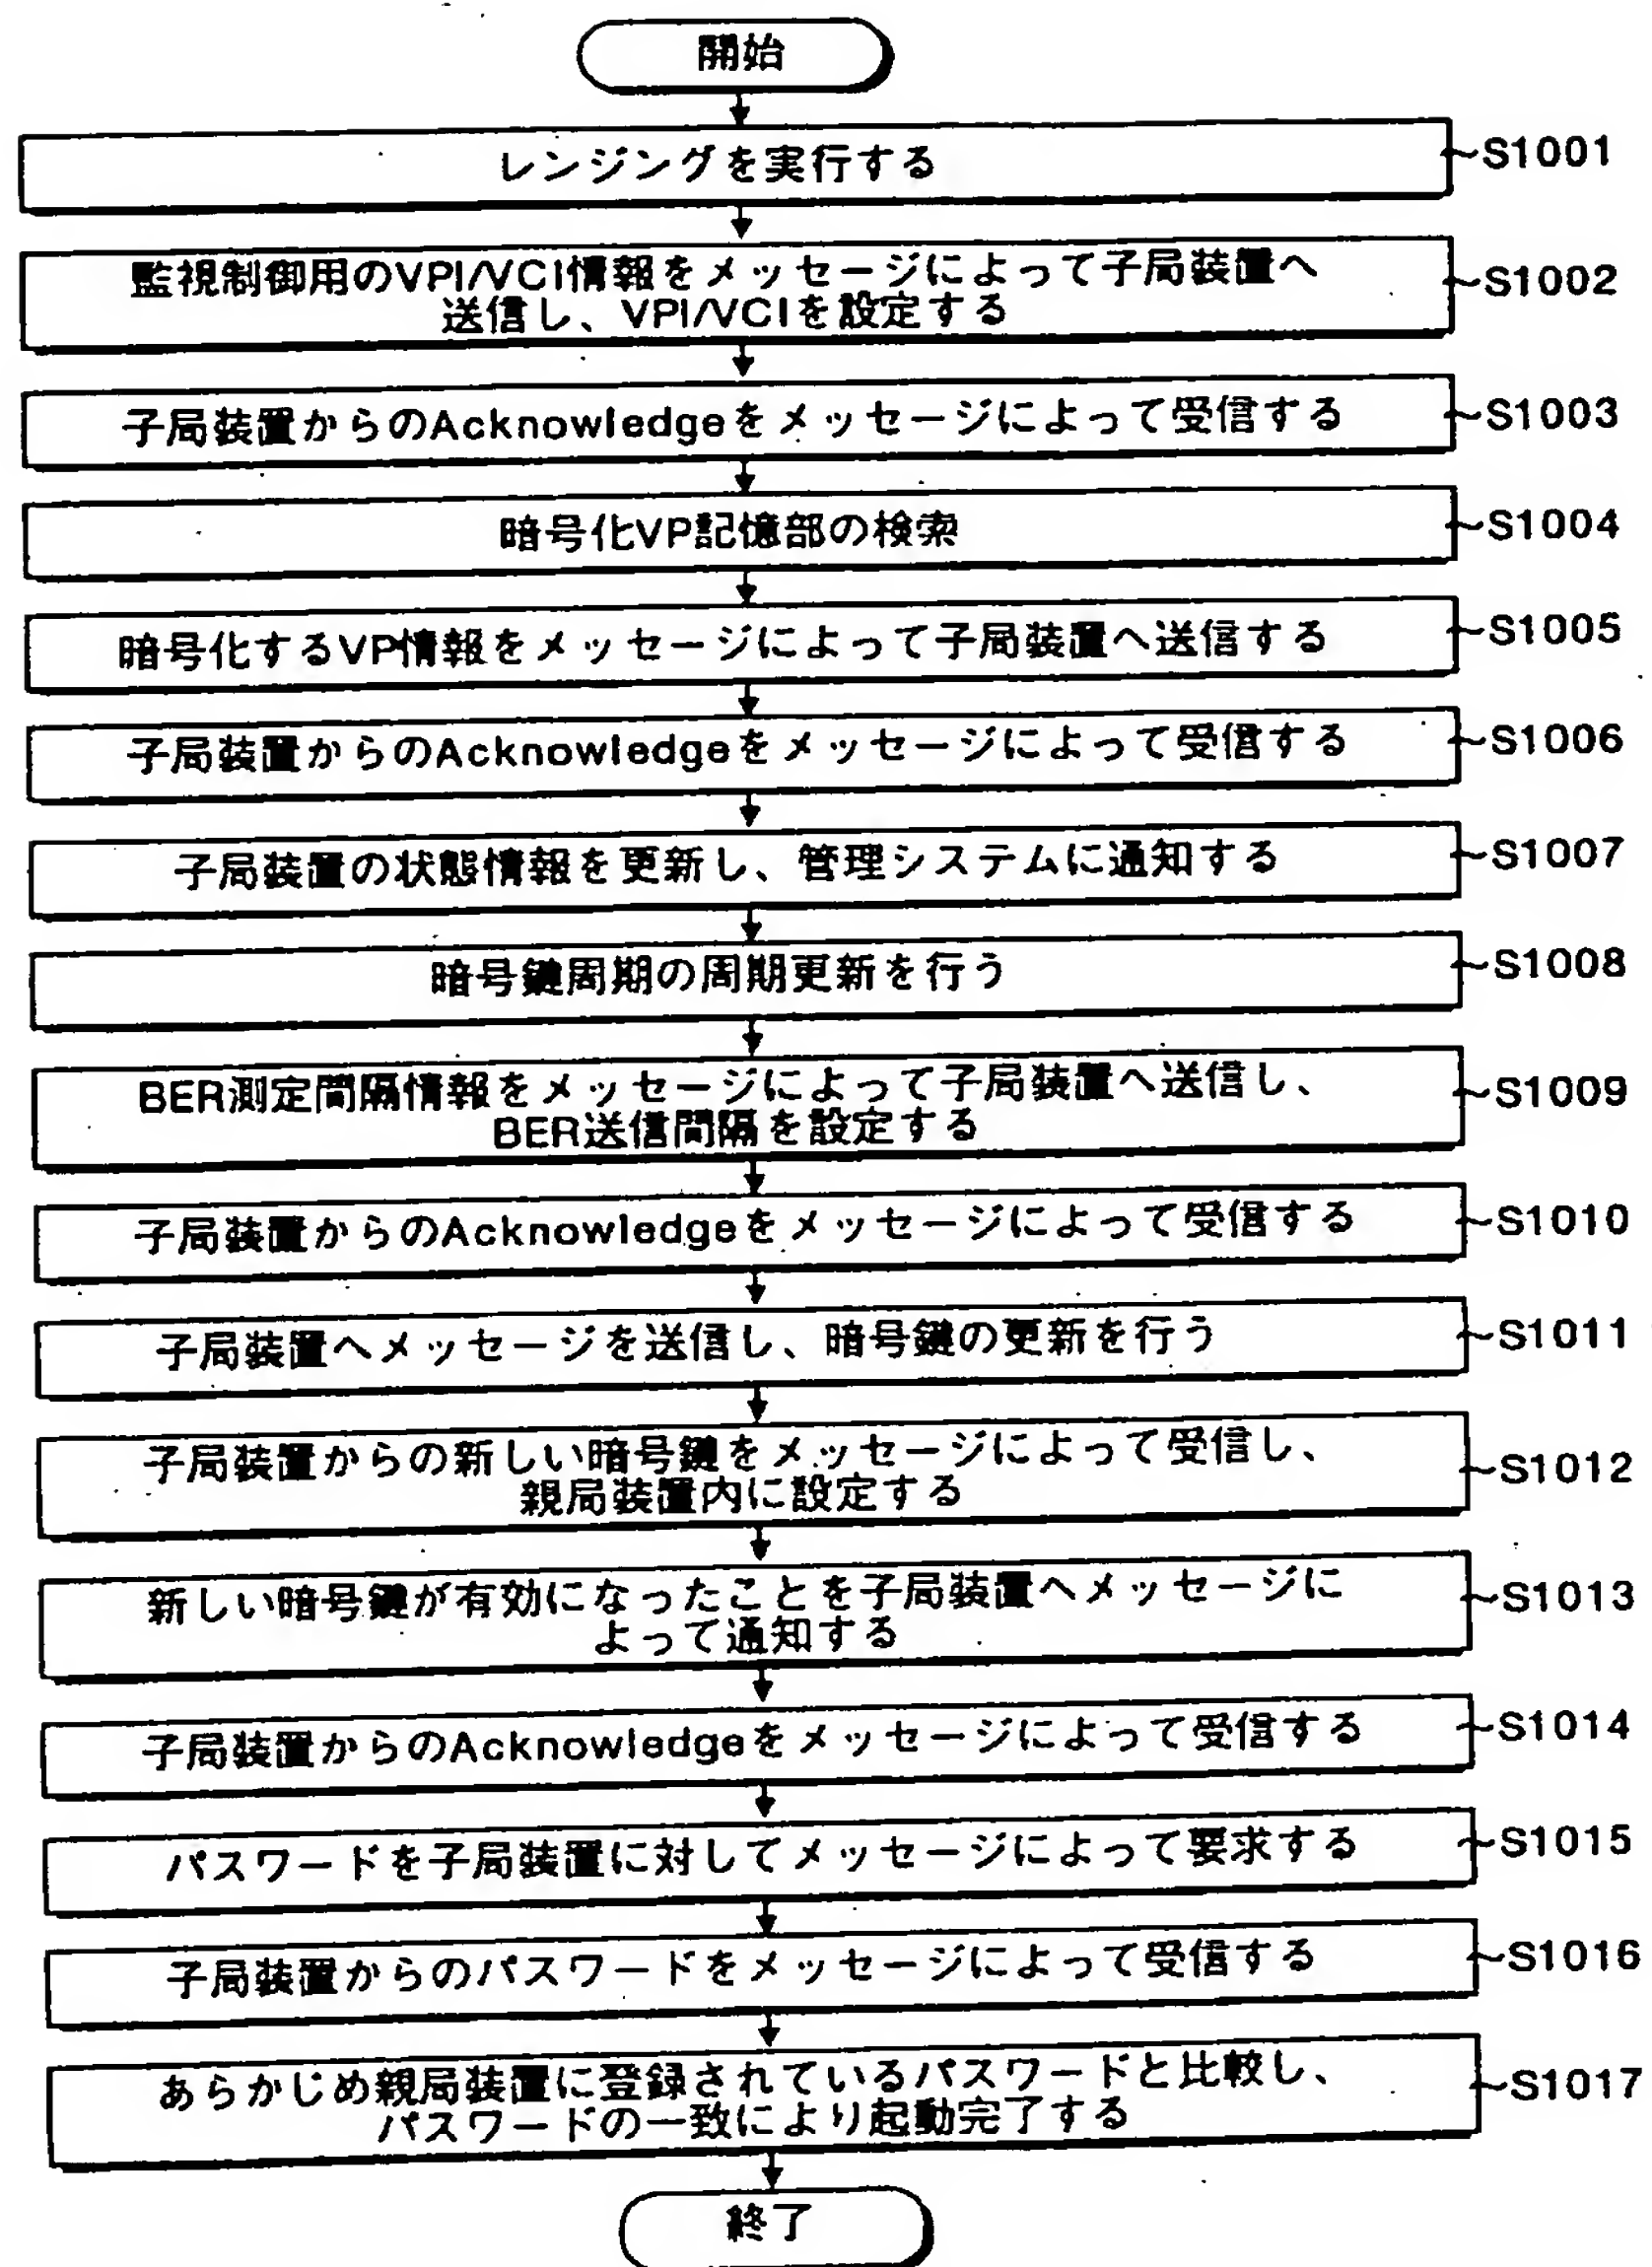 開始
レンジングを実行する
S1001
監視制御用のVPI/VCI情報をメッセージによって子局装置へ
送信し、VPI/VCIを設定する
S1002
子局装置からのAcknowledgeをメッセージによって受信する
S1003
暗号化VP記憶部の検索
S1004
暗号化するVP情報をメッセージによって子局装置へ送信する
S1005
子局装置からのAcknowledgeをメッセージによって受信する
S1006
子局装置の状態情報を更新し、管理システムに通知する
S1007
暗号鍵周期の周期更新を行う
S1008
BER測定間隔情報をメッセージによって子局装置へ送信し、
BER送信間隔を設定する
S1009
子局装置からのAcknowledgeをメッセージによって受信する
S1010
子局装置へメッセージを送信し、暗号鍵の更新を行う
S1011
子局装置からの新しい暗号鍵をメッセージによって受信し、
親局装置内に設定する
S1012
新しい暗号鍵が有効になったことを子局装置へメッセージに
よって通知する
S1013
子局装置からのAcknowledgeをメッセージによって受信する
S1014
パスワードを子局装置に対してメッセージによって要求する
S1015
子局装置からのパスワードをメッセージによって受信する
S1016
あらかじめ親局装置に登録されているパスワードと比較し、
パスワードの一致により起動完了する
S1017
終了